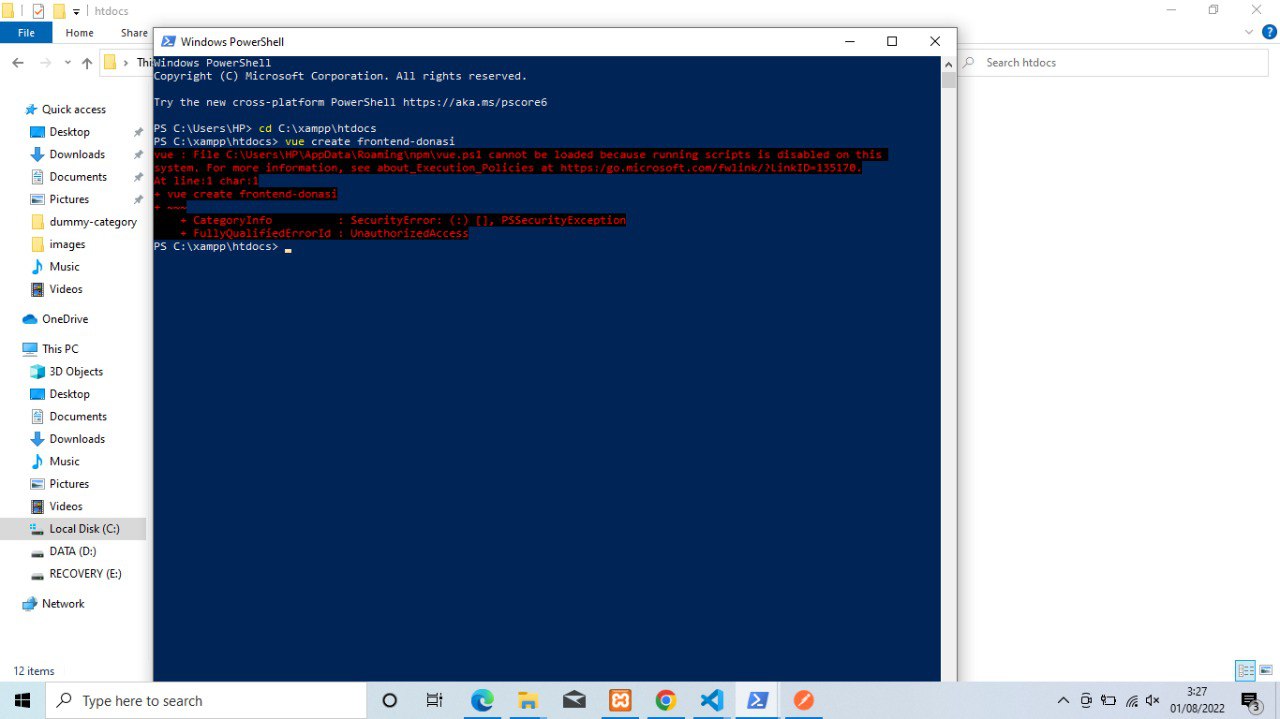 htdocs
File Home Share
Windows PowerShell
Thi
Search htdocs
Windows PowerShell
Copyright (C) Microsoft Corporation. All rights reserved.
Try the new cross-platform PowerShell https://aka.ms/pscore6
PS C:\Users\HP> cd C:\xampp\htdocs
PS C:\xampp\htdocs> vue create frontend-donasi
vue : File C:\Users\HP\AppData\Roaming\npm\vue.ps1 cannot be loaded because running scripts is disabled on this
system. For more information, see about_Execution_Policies at https:/go.microsoft.com/fwlink/?LinkID=135170.
At line:1 char:1
+ vue create frontend-donasi
+ ~~~
+ CategoryInfo : SecurityError: (:) [], PSSecurityException
+ FullyQualifiedErrorId : UnauthorizedAccess
PS C:\xampp\htdocs>
Quick access
Desktop
Downloads
Documents
Pictures
dummy-category
images
Music
Videos
OneDrive
This PC
3D Objects
Desktop
Documents
Downloads
Music
Pictures
Videos
Local Disk (C:)
DATA (D:)
RECOVERY (E:)
Network
12 items
Type here to search
3:27
01/08/2022
3